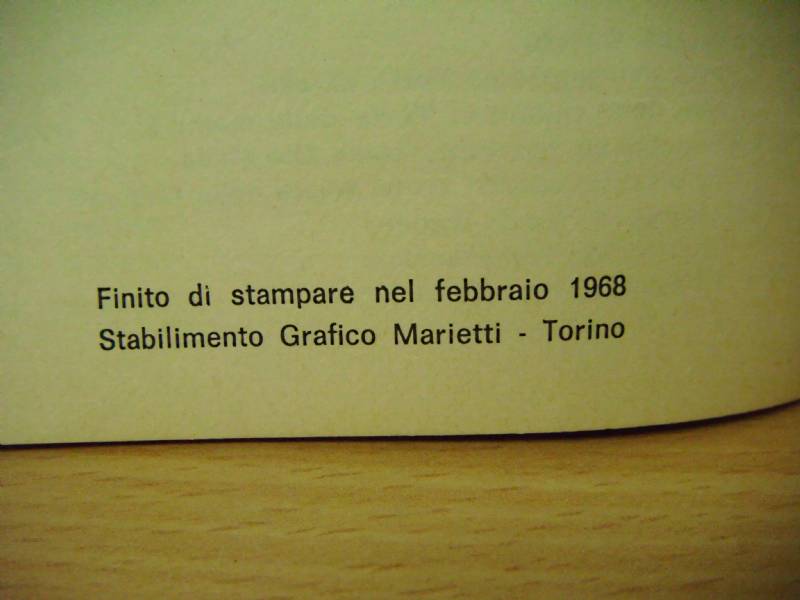 Finito di stampare nel febbraio 1968
Stabilimento Grafico Marietti - Torino